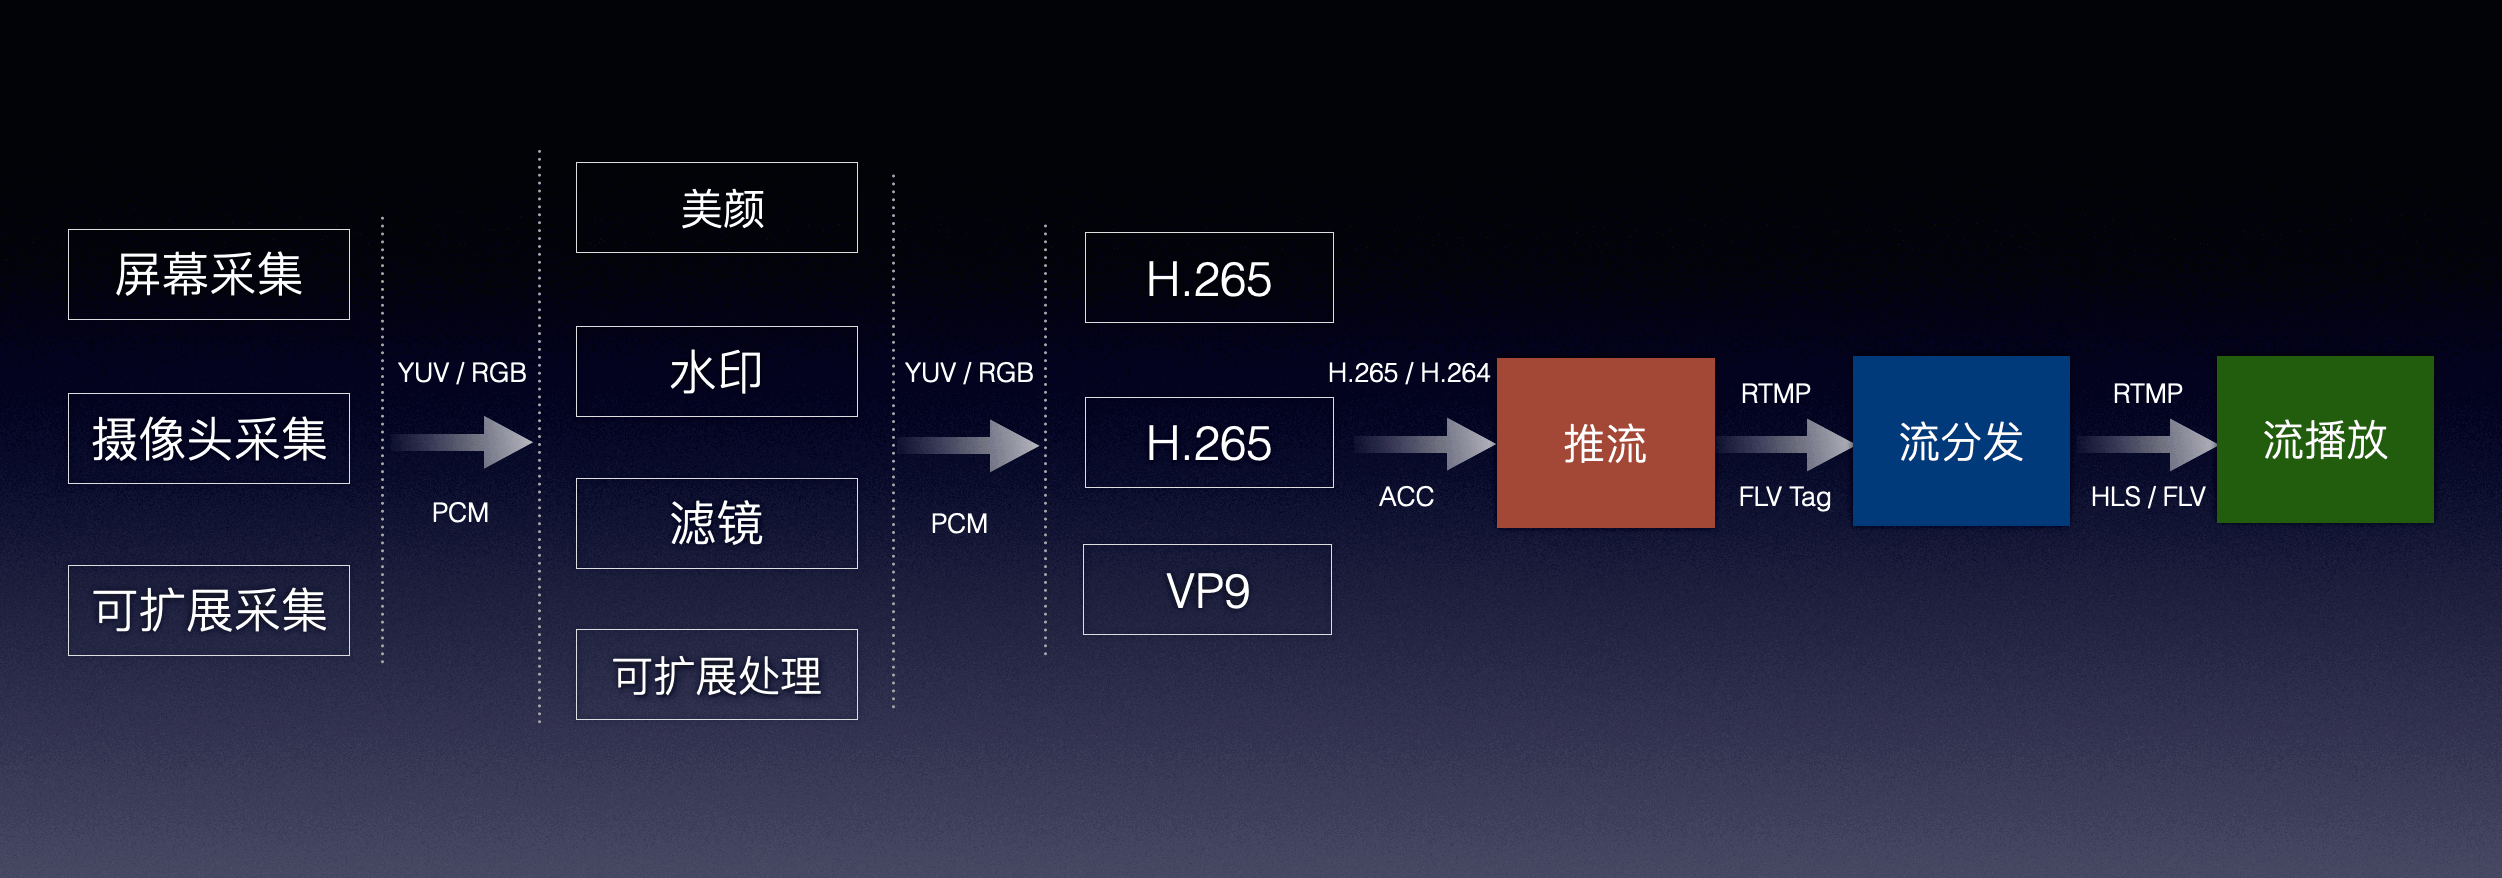 屏幕采集
摄像头采集
可扩展采集
YUV / RGB
PCM
美颜
水印
滤镜
可扩展处理
YUV / RGB
PCM
H.265
H.265
VP9
H.265 / H.264
ACC
推流
RTMP
FLV Tag
流分发
RTMP
HLS / FLV
流播放